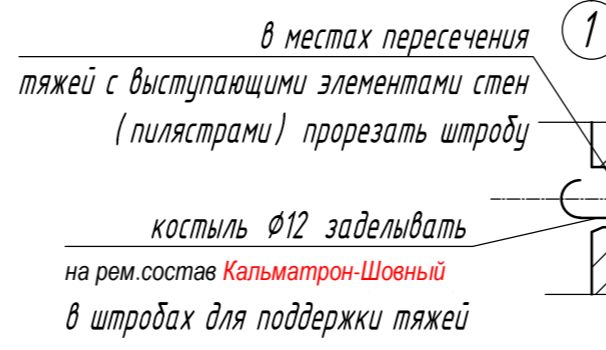 в местах пересечения
1
тяжей с выступающими элементами стен
(пилястрами) прорезать штробу
костыль ϕ12 заделывать
на рем.состав Кальматрон-Шовный
в штробах для поддержки тяжей